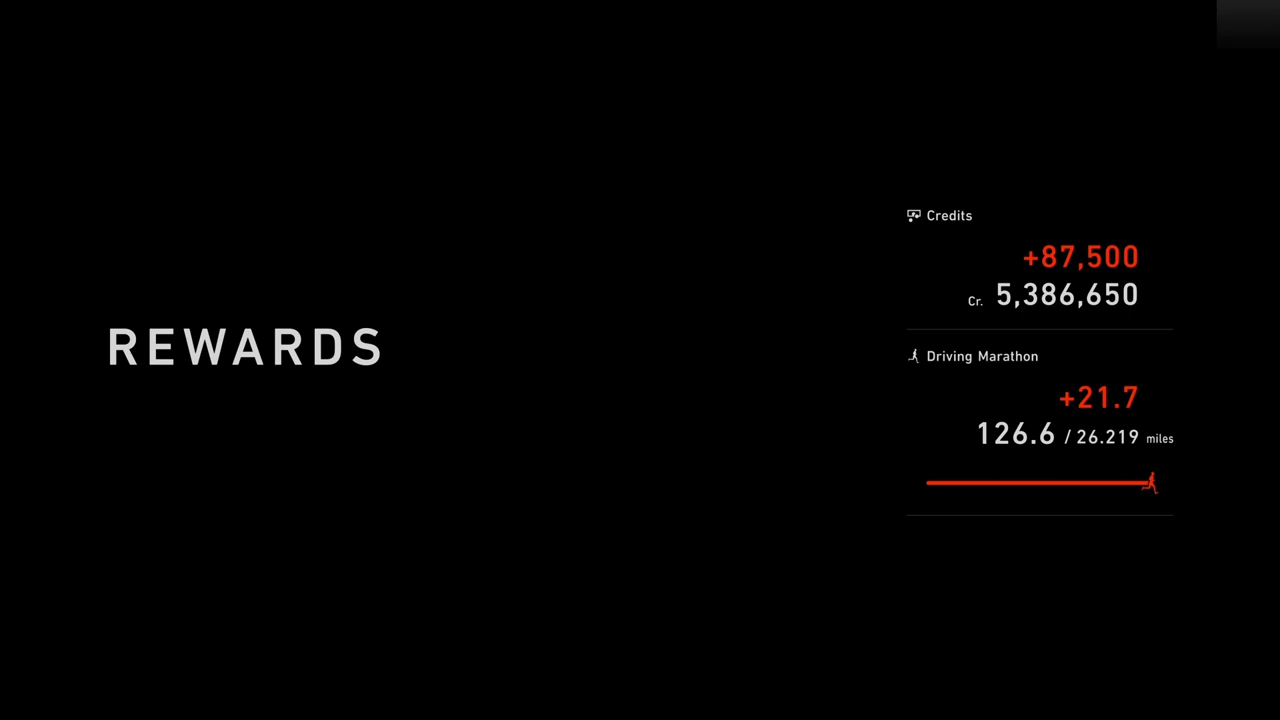 REWARDS
Credits
+87,500
Cr. 5,386,650
Driving Marathon
+21.7
126.6 / 26.219 miles